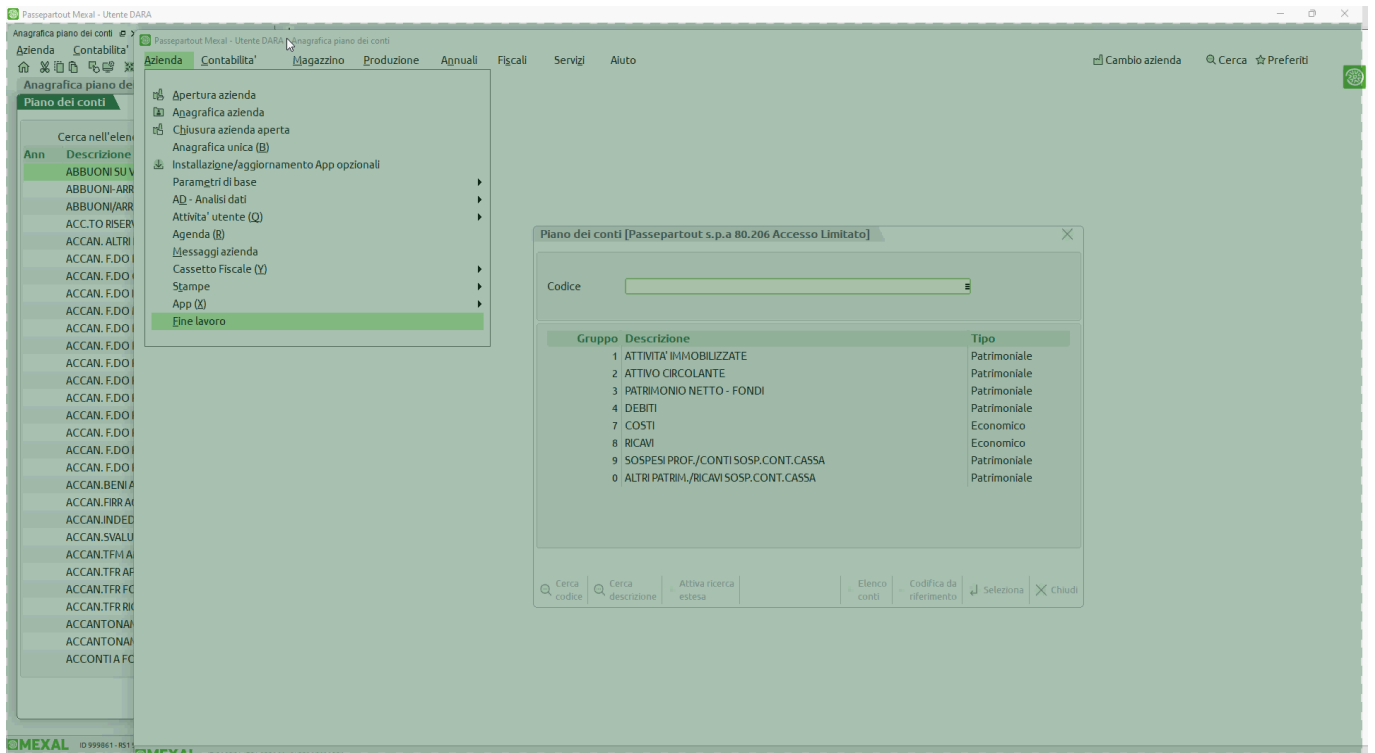 Passepartout Mexal - Utente DARA
Anagrafica piano dei conti
Passepartout Mexal - Utente DARA - Anagrafica piano dei conti
Azienda Contabilita'
Azienda Contabilita' Magazzino Produzione Annuali Fiscali Servizi Aiuto Cambio azienda Cerca Preferiti
Anagrafica piano de
Piano dei conti
Cerca nell'elen
Ann Descrizione
ABBUONI SU V
ABBUONI-ARR
ABBUONI/ARR
ACC.TO RISERV
ACCAN. ALTRI
ACCAN. F.DO
ACCAN. F.DO
ACCAN. F.DO
ACCAN. F.DO
ACCAN. F.DO
ACCAN. F.DO
ACCAN. F.DO
ACCAN. F.DO
ACCAN. F.DO
ACCAN. F.DO
ACCAN. F.DO
ACCAN. F.DO
ACCAN. F.DO
ACCAN.BENI A
ACCAN.FIRR A
ACCAN.INDED
ACCAN.SVALU
ACCAN.TFM A
ACCAN.TFR AF
ACCAN.TFR FO
ACCAN.TFR RI
ACCANTONA
ACCANTONA
ACCONTI A FO
Apertura azienda
Anagrafica azienda
Chiusura azienda aperta
Anagrafica unica (B)
Installazione/aggiornamento App opzionali
Parametri di base
AD - Analisi dati
Attivita' utente (Q)
Agenda (R)
Messaggi azienda
Cassetto Fiscale (Y)
Stampe
App (X)
Fine lavoro
Piano dei conti [Passepartout s.p.a 80.206 Accesso Limitato]
Codice
Gruppo Descrizione Tipo
1 ATTIVITA' IMMOBILIZZATE Patrimoniale
2 ATTIVO CIRCOLANTE Patrimoniale
3 PATRIMONIO NETTO - FONDI Patrimoniale
4 DEBITI Patrimoniale
7 COSTI Economico
8 RICAVI Economico
9 SOSPESI PROF./CONTI SOSP.CONT.CASSA Patrimoniale
0 ALTRI PATRIM./RICAVI SOSP.CONT.CASSA Patrimoniale
Cerca codice
Cerca descrizione
Attiva ricerca estesa
Elenco conti
Codifica da riferimento
Seleziona
Chiudi
MEXAL ID 999861 - RS1
MEXAL